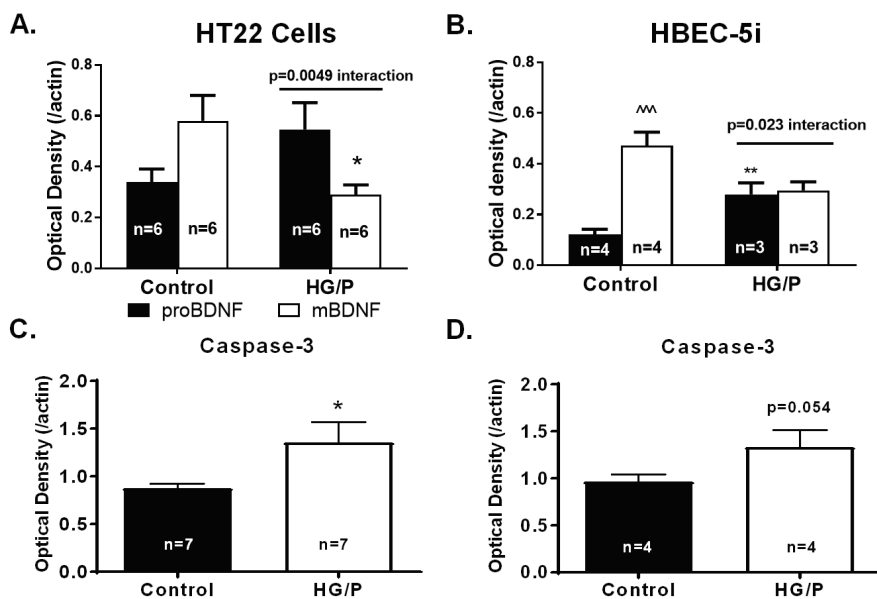 A.
HT22 Cells
Optical Density (/actin)
0.8
0.6
0.4
0.2
0.0
p=0.0049 interaction
*
n=6
n=6
n=6
n=6
Control
HG/P
proBDNF
mBDNF
B.
HBEC-5i
Optical density (/actin)
0.8
0.6
0.4
0.2
0.0
^^^
p=0.023 interaction
**
n=4
n=4
n=3
n=3
Control
HG/P
C.
Caspase-3
Optical Density (/actin)
2.0
1.5
1.0
0.5
0.0
*
n=7
n=7
Control
HG/P
D.
Caspase-3
Optical Density (/actin)
2.0
1.5
1.0
0.5
0.0
p=0.054
n=4
n=4
Control
HG/P